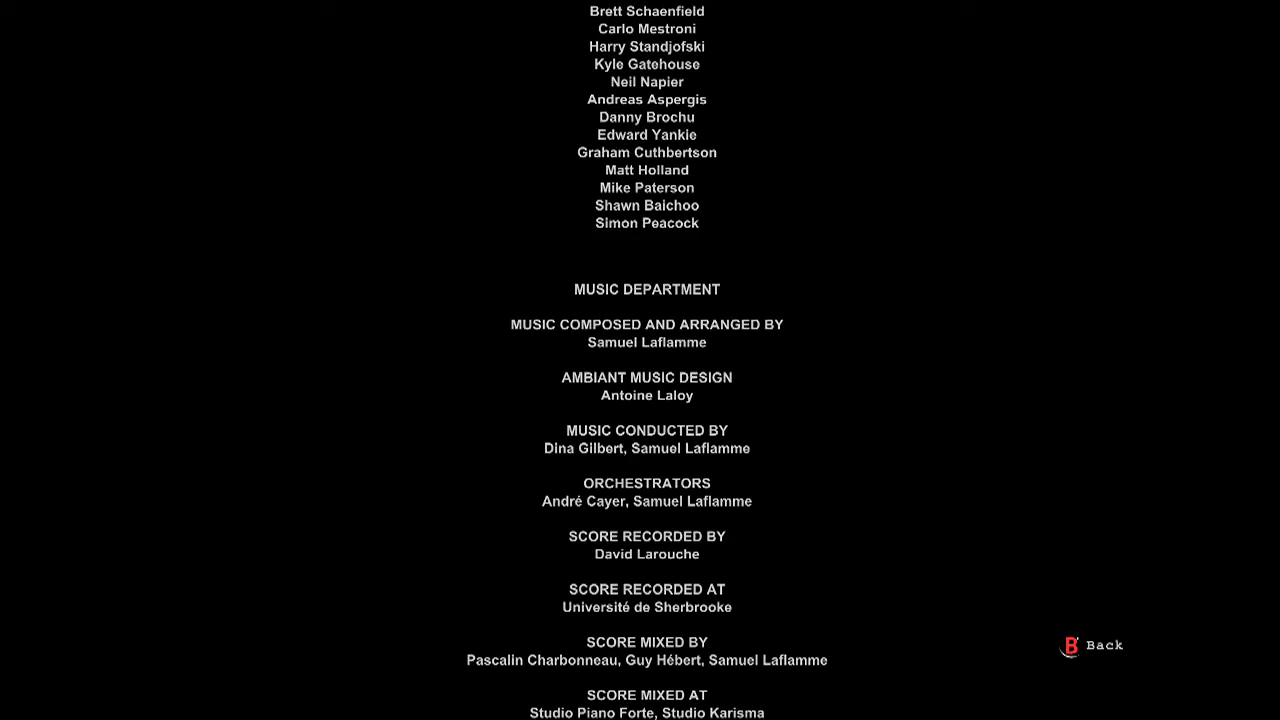 Brett Schaenfield
Carlo Mestroni
Harry Standjofski
Kyle Gatehouse
Neil Napier
Andreas Aspergis
Danny Brochu
Edward Yankie
Graham Cuthbertson
Matt Holland
Mike Paterson
Shawn Baichoo
Simon Peacock
MUSIC DEPARTMENT
MUSIC COMPOSED AND ARRANGED BY
Samuel Laflamme
AMBIANT MUSIC DESIGN
Antoine Laloy
MUSIC CONDUCTED BY
Dina Gilbert, Samuel Laflamme
ORCHESTRATORS
André Cayer, Samuel Laflamme
SCORE RECORDED BY
David Larouche
SCORE RECORDED AT
Université de Sherbrooke
SCORE MIXED BY
B Back
Pascalin Charbonneau, Guy Hébert, Samuel Laflamme
SCORE MIXED AT
Studio Piano Forte, Studio Karisma